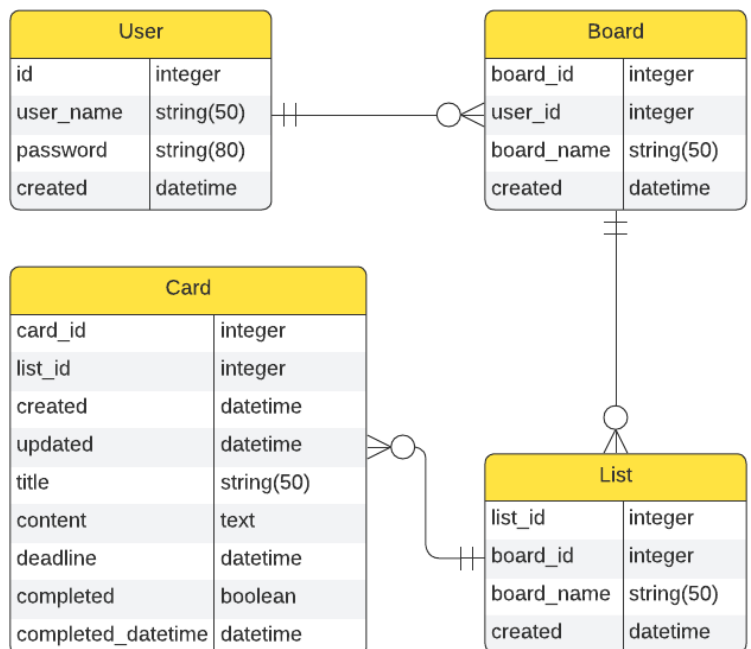 User
id integer
user_name string(50)
password string(80)
created datetime
Board
board_id integer
user_id integer
board_name string(50)
created datetime
Card
card_id integer
list_id integer
created datetime
updated datetime
title string(50)
content text
deadline datetime
completed boolean
completed_datetime datetime
List
list_id integer
board_id integer
board_name string(50)
created datetime